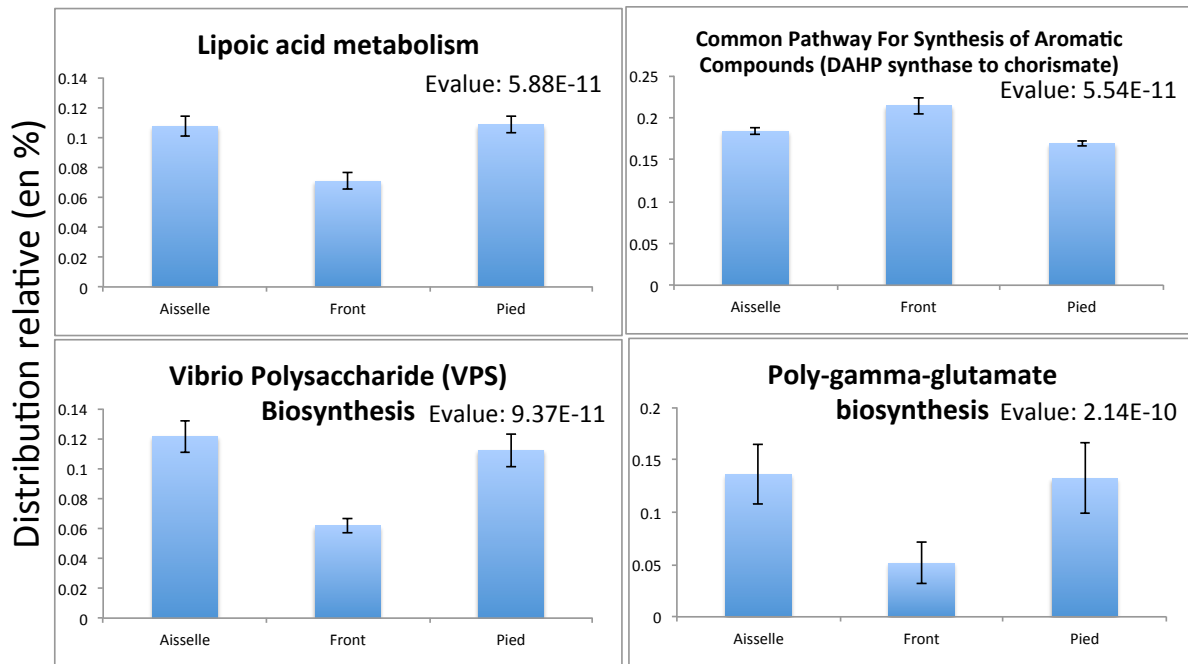 Distribution relative (en %)
Lipoic acid metabolism
Evalue: 5.88E-11
0.14
0.12
0.1
0.08
0.06
0.04
0.02
0
Aisselle Front Pied
Common Pathway For Synthesis of Aromatic
Compounds (DAHP synthase to chorismate)
Evalue: 5.54E-11
0.25
0.2
0.15
0.1
0.05
0
Aisselle Front Pied
Vibrio Polysaccharide (VPS)
Biosynthesis Evalue: 9.37E-11
0.14
0.12
0.1
0.08
0.06
0.04
0.02
0
Aisselle Front Pied
Poly-gamma-glutamate
biosynthesis Evalue: 2.14E-10
0.2
0.15
0.1
0.05
0
Aisselle Front Pied